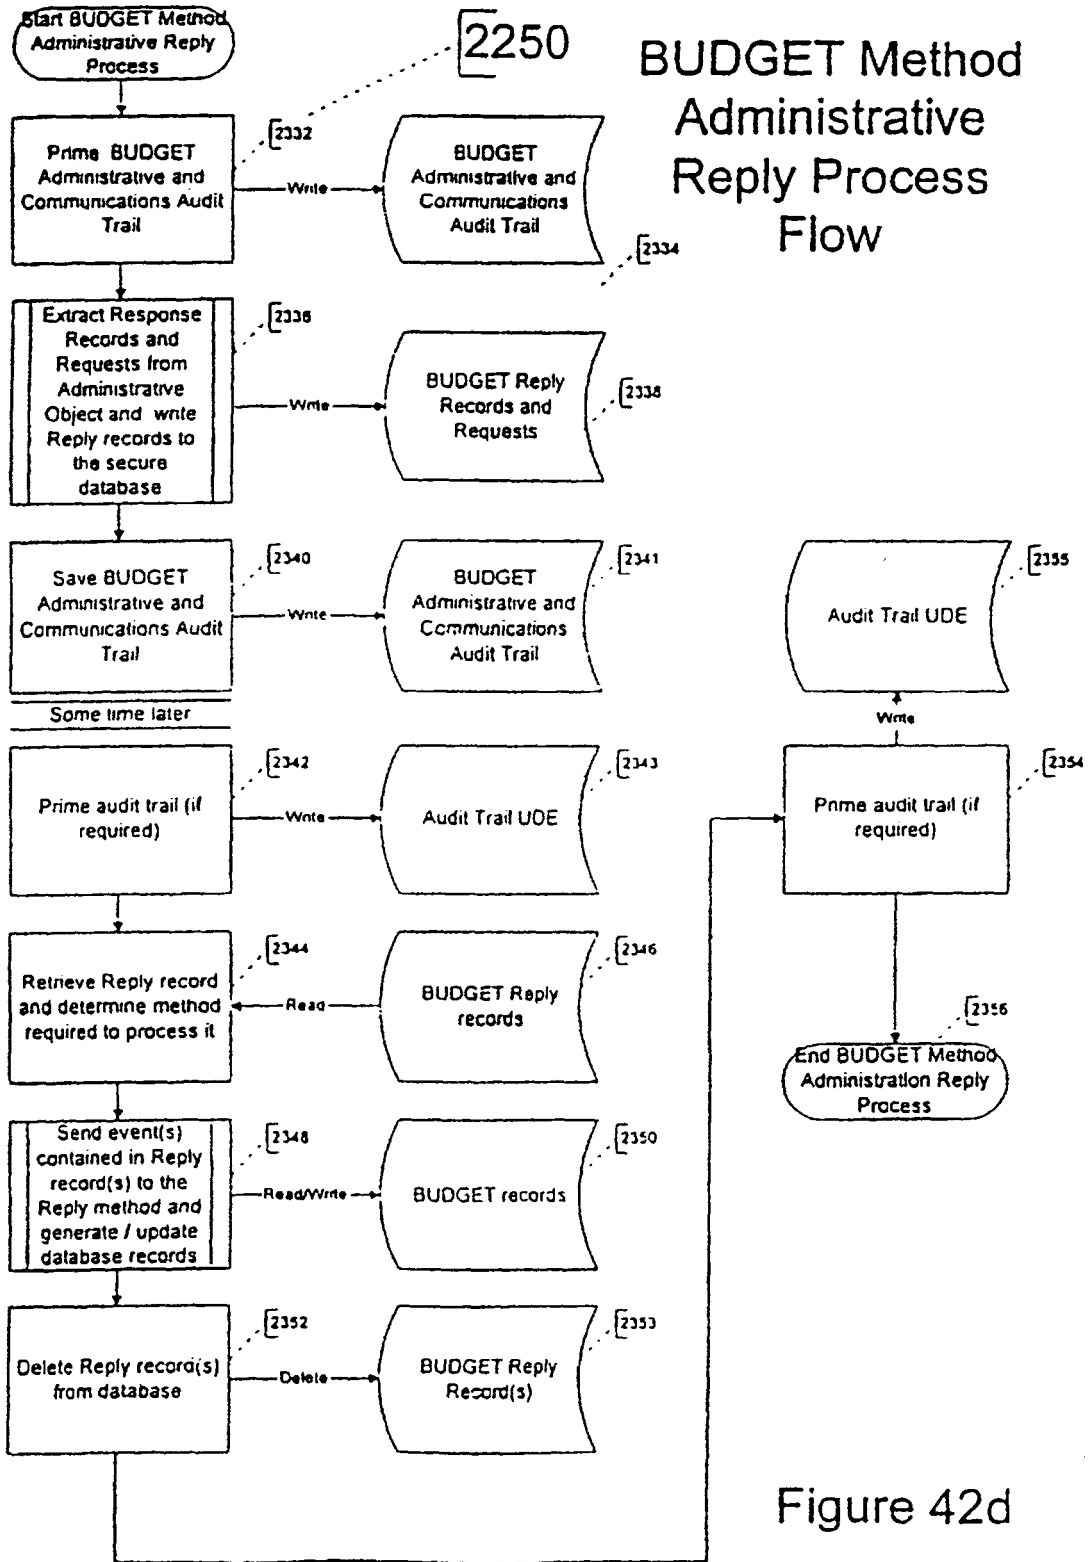 Start BUDGET Method
Administrative Reply
Process
2250
BUDGET Method
Administrative
Reply Process
Flow
Prime BUDGET
Administrative and
Communications Audit
Trail
2332
Write
BUDGET
Administrative and
Communications
Audit Trail
2334
Extract Response
Records and
Requests from
Administrative
Object and write
Reply records to
the secure
database
2336
Write
BUDGET Reply
Records and
Requests
2338
Save BUDGET
Administrative and
Communications Audit
Trail
2340
Write
BUDGET
Administrative and
Communications
Audit Trail
2341
Audit Trail UDE
2355
Write
Some time later
Prime audit trail (if
required)
2342
Write
Audit Trail UDE
2343
Prime audit trail (if
required)
2354
Retrieve Reply record
and determine method
required to process it
2344
Read
BUDGET Reply
records
2346
2356
End BUDGET Method
Administration Reply
Process
Send event(s)
contained in Reply
record(s) to the
Reply method and
generate / update
database records
2348
Read/Write
BUDGET records
2350
Delete Reply record(s)
from database
2352
Delete
BUDGET Reply
Record(s)
2353
Figure 42d